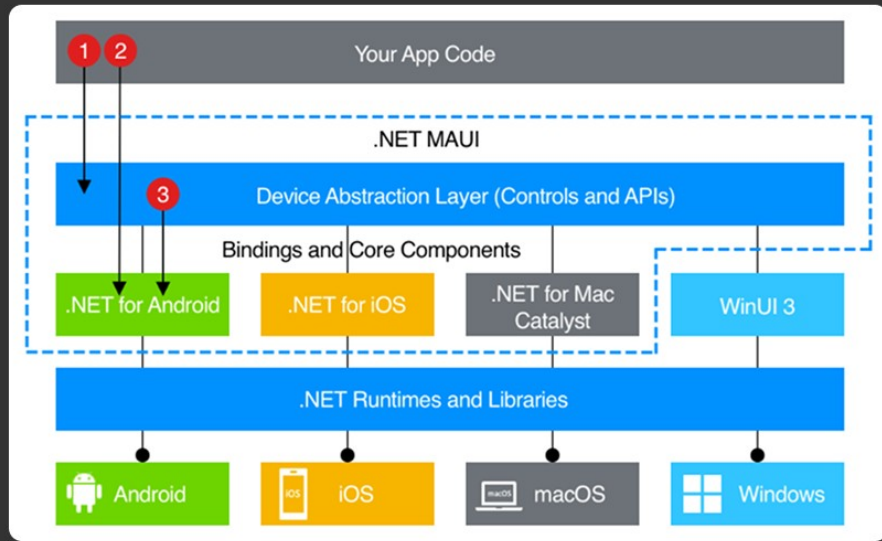 1 2
Your App Code
.NET MAUI
3
Device Abstraction Layer (Controls and APIs)
Bindings and Core Components
.NET for Android
.NET for iOS
.NET for Mac
Catalyst
WinUI 3
.NET Runtimes and Libraries
Android
iOS
iOS
macOS
macOS
Windows